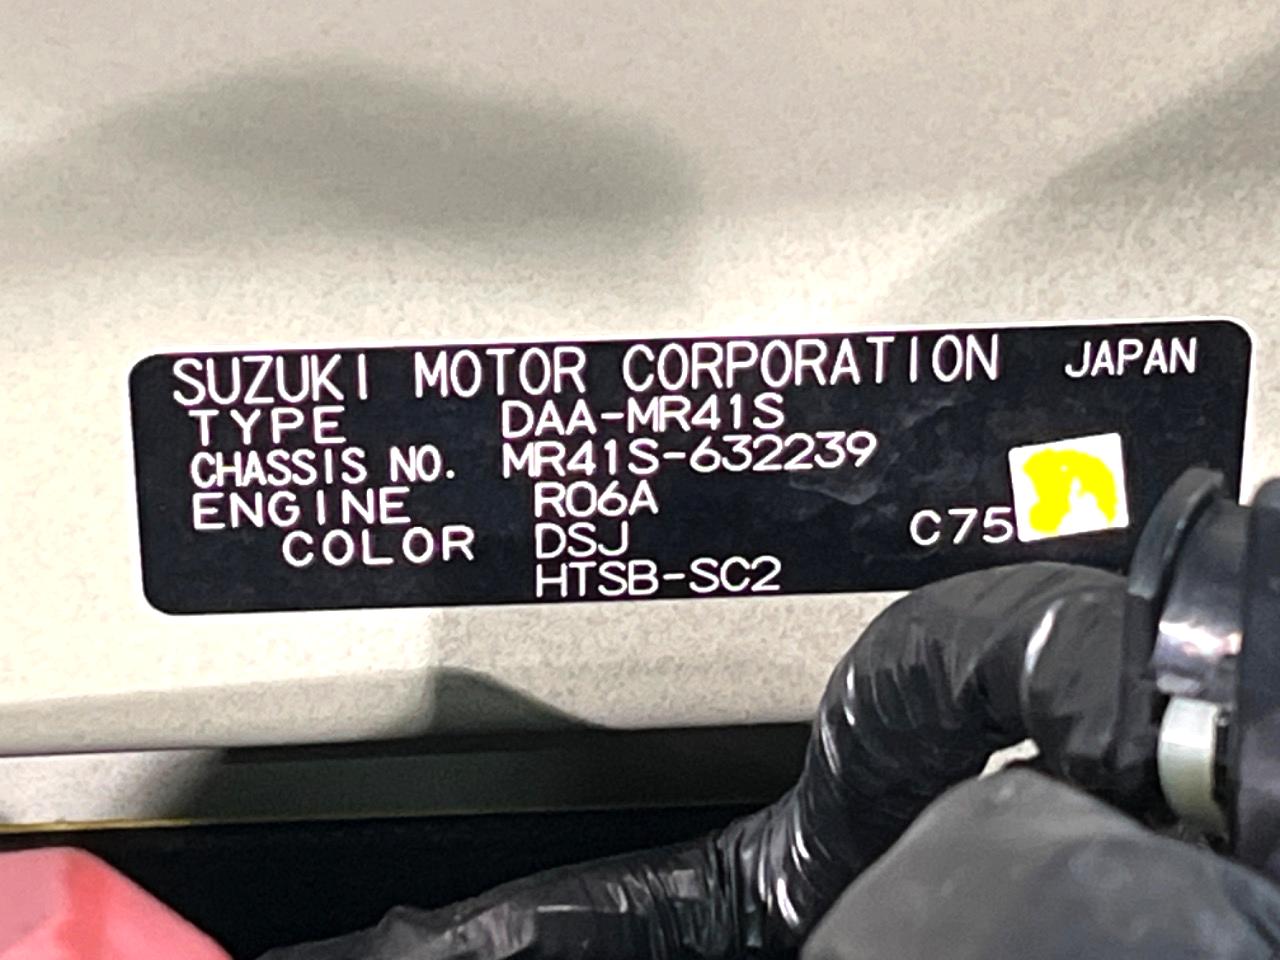 SUZUKI MOTOR CORPORATION JAPAN
TYPE DAA-MR41S
CHASSIS NO. MR41S-632239
ENGINE R06A
COLOR DSJ C75
HTSB-SC2